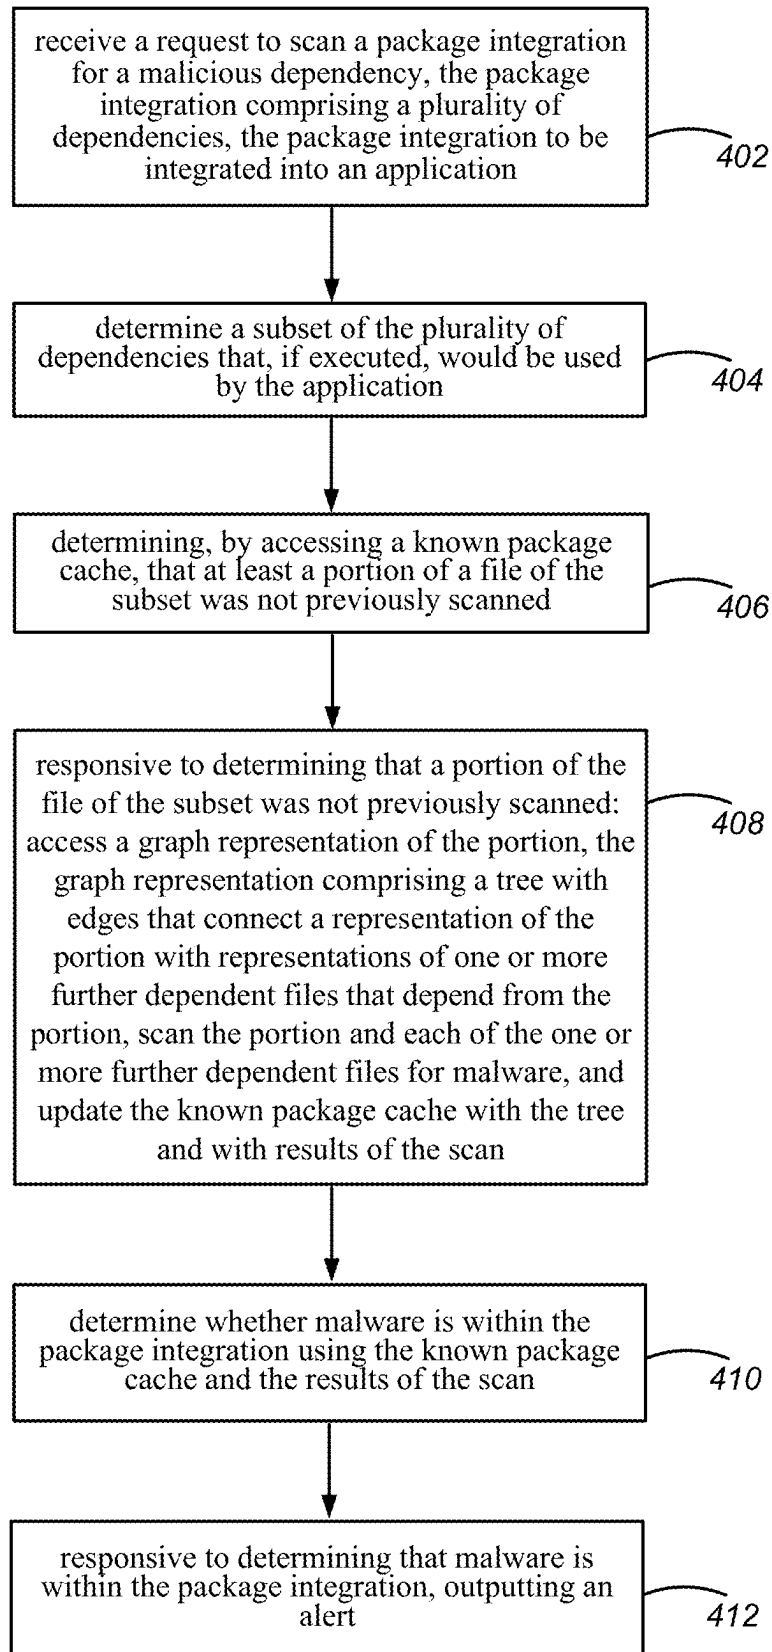 receive a request to scan a package integration
for a malicious dependency, the package
integration comprising a plurality of
dependencies, the package integration to be
integrated into an application
402
determine a subset of the plurality of
dependencies that, if executed, would be used
by the application
404
determining, by accessing a known package
cache, that at least a portion of a file of the
subset was not previously scanned
406
responsive to determining that a portion of the
file of the subset was not previously scanned:
access a graph representation of the portion, the
graph representation comprising a tree with
edges that connect a representation of the
portion with representations of one or more
further dependent files that depend from the
portion, scan the portion and each of the one or
more further dependent files for malware, and
update the known package cache with the tree
and with results of the scan
408
determine whether malware is within the
package integration using the known package
cache and the results of the scan
410
responsive to determining that malware is
within the package integration, outputting an
alert
412